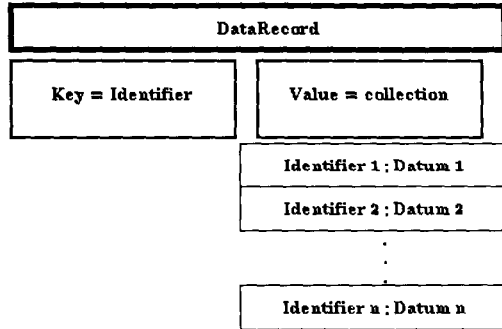 DataRecord
Key = Identifier
Value = collection
Identifier 1 ; Datum 1
Identifier 2 ; Datum 2
.
.
.
Identifier n ; Datum n